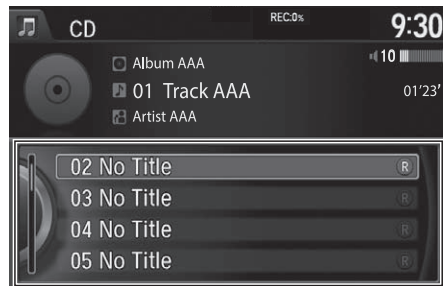 CD
REC:0%
9:30
Album AAA
10
01 Track AAA
01'23'
Artist AAA
02 No Title R
03 No Title R
04 No Title R
05 No Title R